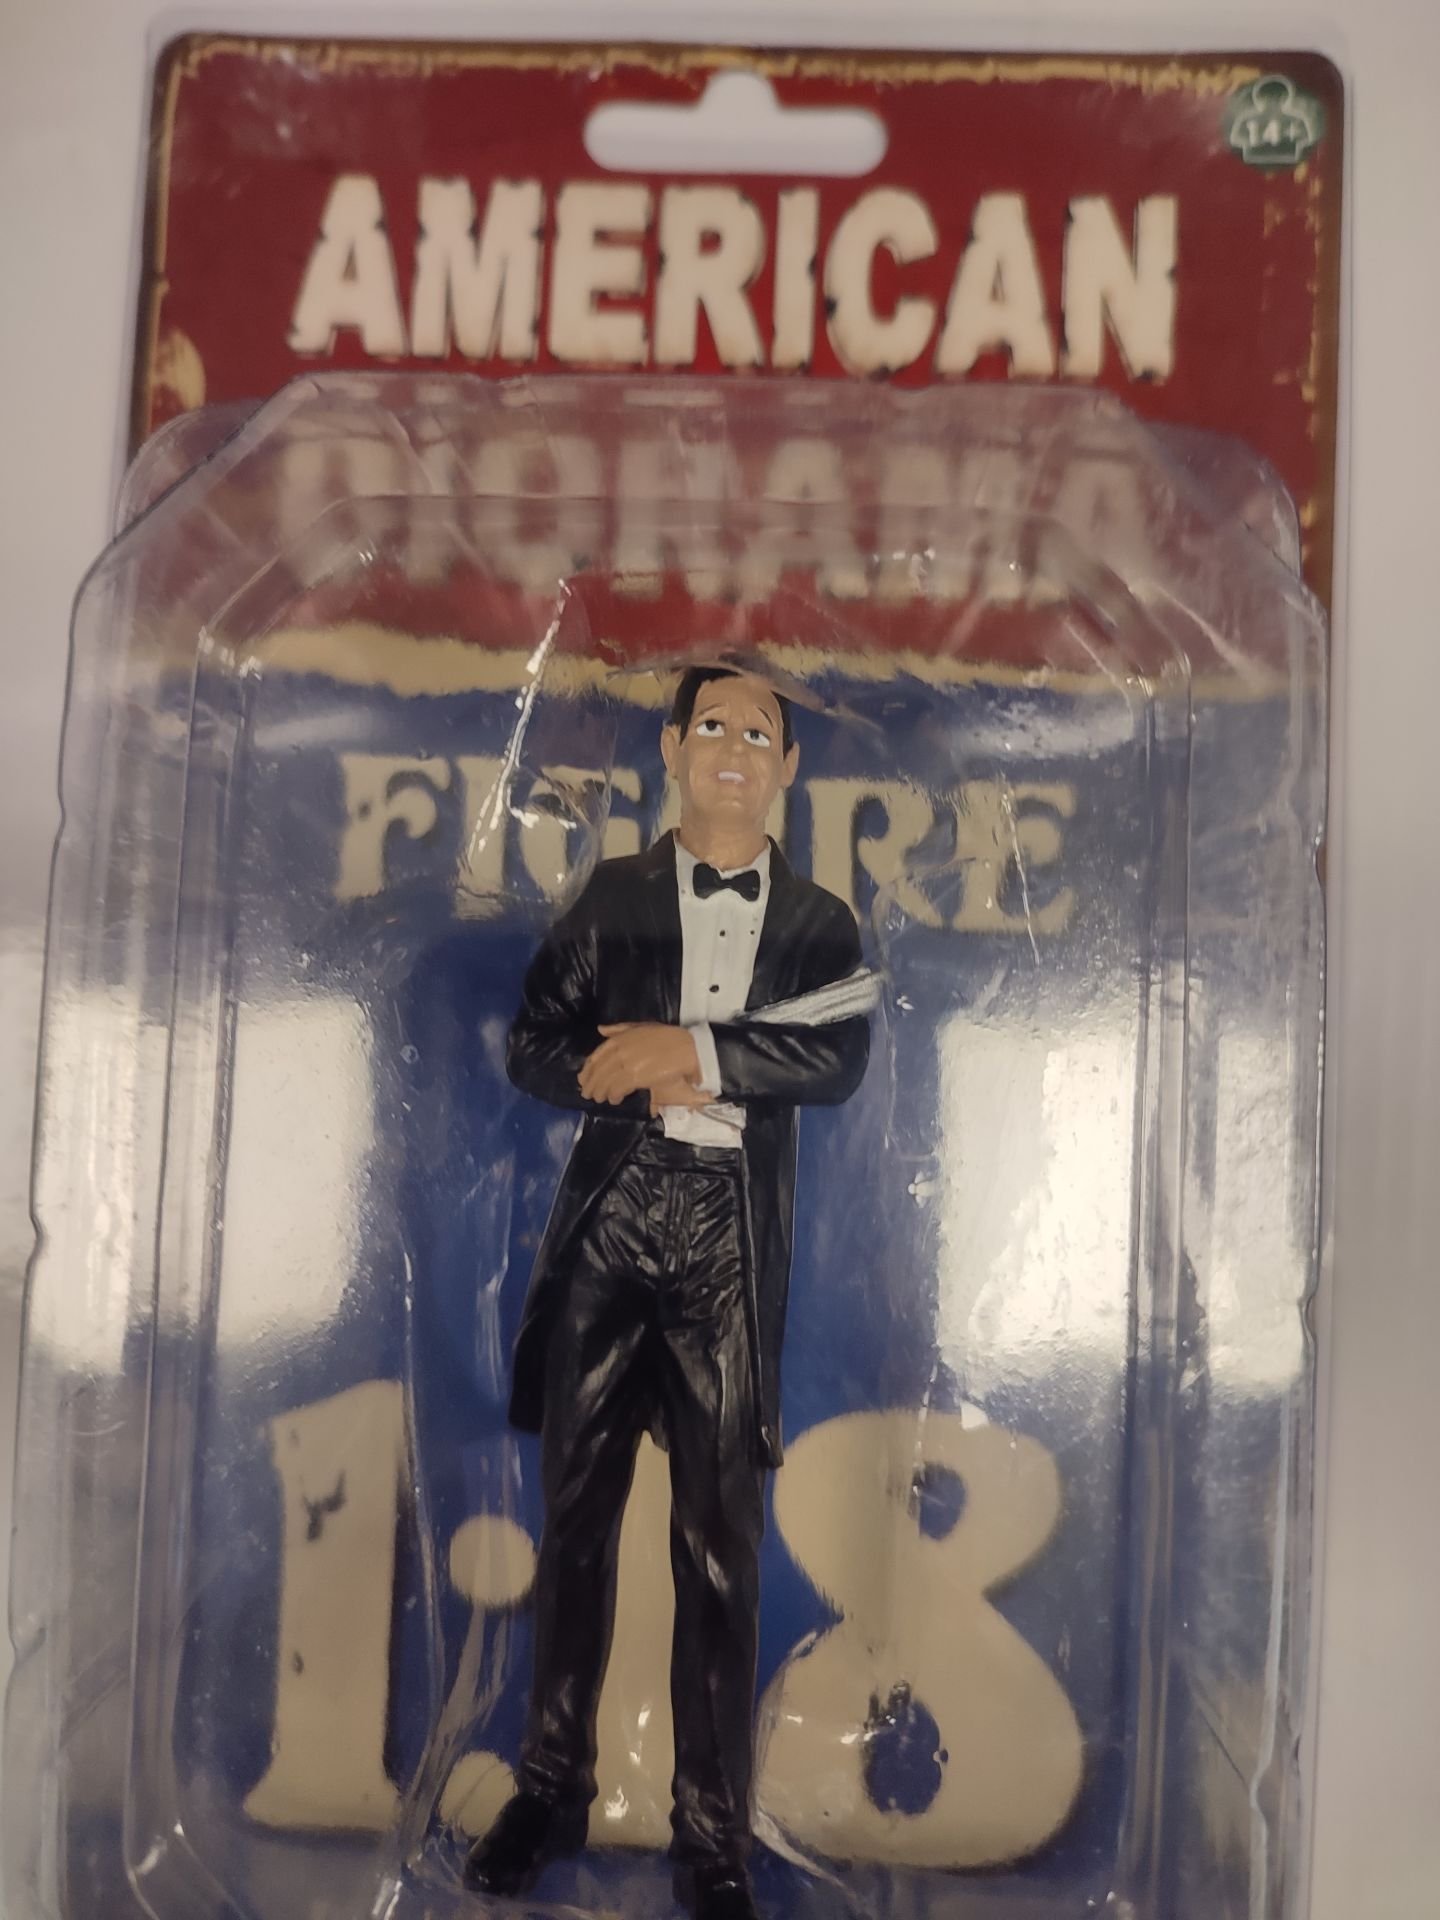 14+
AMERICAN
DIORAMA
FIGURE
1:18